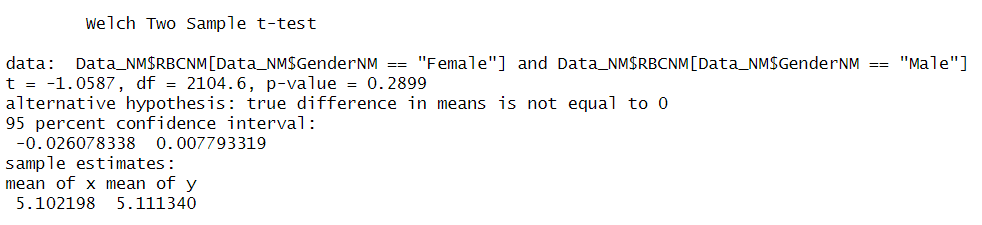 Welch Two Sample t-test
data:  Data_NM$RBCNM[Data_NM$GenderNM == "Female"] and Data_NM$RBCNM[Data_NM$GenderNM == "Male"]
t = -1.0587, df = 2104.6, p-value = 0.2899
alternative hypothesis: true difference in means is not equal to 0
95 percent confidence interval:
 -0.026078338  0.007793319
sample estimates:
mean of x mean of y
 5.102198  5.111340